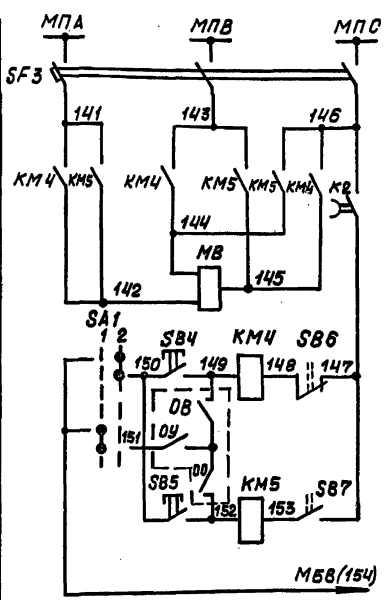 МПА МПВ МПС
SF3
141 143 146
КМ4 КМ5 КМ4 КМ5 КМ5 КМ4 К2
144
МВ
142 145
SA1
1 2 SB4 КМ4 SB6
150 149 148 147
ОВ
151 ОУ
ОО
SB5 КМ5 SB7
152 153
МБВ(154)